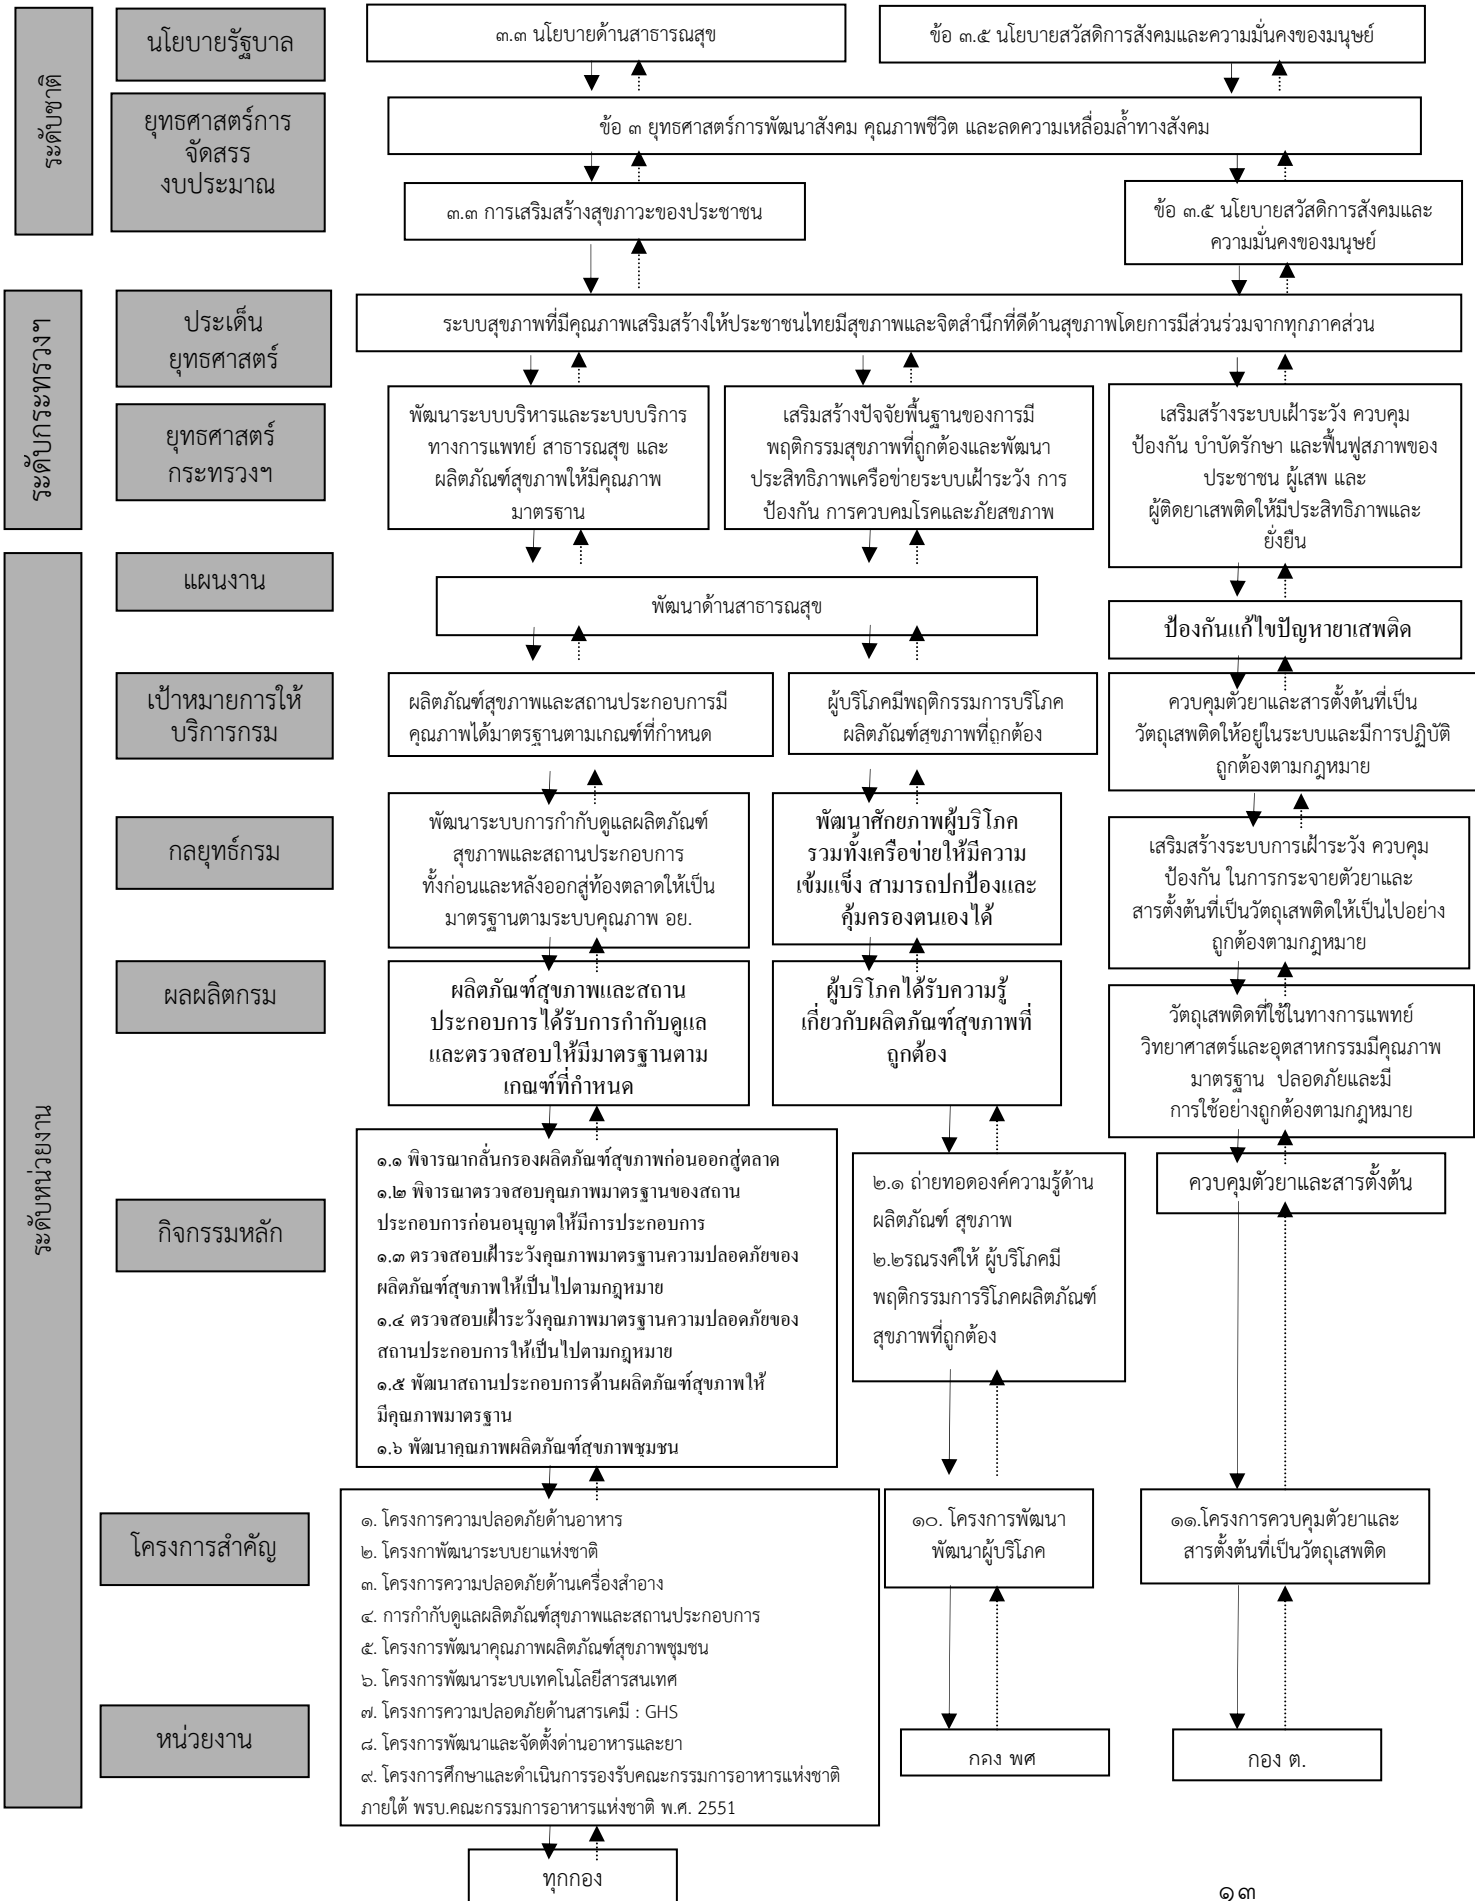 ระดับชาติ
นโยบายรัฐบาล
๓.๓ นโยบายด้านสาธารณสุข
ข้อ ๓.๕ นโยบายสวัสดิการสังคมและความมั่นคงของมนุษย์
ยุทธศาสตร์การ
จัดสรร
งบประมาณ
ข้อ ๓ ยุทธศาสตร์การพัฒนาสังคม คุณภาพชีวิต และลดความเหลื่อมล้ำทางสังคม
๓.๓ การเสริมสร้างสุขภาวะของประชาชน
ข้อ ๓.๕ นโยบายสวัสดิการสังคมและ
ความมั่นคงของมนุษย์
ระดับกระทรวงฯ
ประเด็น
ยุทธศาสตร์
ระบบสุขภาพที่มีคุณภาพเสริมสร้างให้ประชาชนไทยมีสุขภาพและจิตสำนึกที่ดีด้านสุขภาพโดยการมีส่วนร่วมจากทุกภาคส่วน
ยุทธศาสตร์
กระทรวงฯ
พัฒนาระบบบริหารและระบบบริการ
ทางการแพทย์ สาธารณสุข และ
ผลิตภัณฑ์สุขภาพให้มีคุณภาพ
มาตรฐาน
เสริมสร้างปัจจัยพื้นฐานของการมี
พฤติกรรมสุขภาพที่ถูกต้องและพัฒนา
ประสิทธิภาพเครือข่ายระบบเฝ้าระวัง การ
ป้องกัน การควบคุมโรคและภัยสุขภาพ
เสริมสร้างระบบเฝ้าระวัง ควบคุม
ป้องกัน บำบัดรักษา และฟื้นฟูสภาพของ
ประชาชน ผู้เสพ และ
ผู้ติดยาเสพติดให้มีประสิทธิภาพและ
ยั่งยืน
ระดับหน่วยงาน
แผนงาน
พัฒนาด้านสาธารณสุข
ป้องกันแก้ไขปัญหายาเสพติด
เป้าหมายการให้
บริการกรม
ผลิตภัณฑ์สุขภาพและสถานประกอบการมี
คุณภาพได้มาตรฐานตามเกณฑ์ที่กำหนด
ผู้บริโภคมีพฤติกรรมการบริโภค
ผลิตภัณฑ์สุขภาพที่ถูกต้อง
ควบคุมตัวยาและสารตั้งต้นที่เป็น
วัตถุเสพติดให้อยู่ในระบบและมีการปฏิบัติ
ถูกต้องตามกฎหมาย
กลยุทธ์กรม
พัฒนาระบบการกำกับดูแลผลิตภัณฑ์
สุขภาพและสถานประกอบการ
ทั้งก่อนและหลังออกสู่ท้องตลาดให้เป็น
มาตรฐานตามระบบคุณภาพ อย.
พัฒนาศักยภาพผู้บริโภค
รวมทั้งเครือข่ายให้มีความ
เข้มแข็ง สามารถปกป้องและ
คุ้มครองตนเองได้
เสริมสร้างระบบการเฝ้าระวัง ควบคุม
ป้องกัน ในการกระจายตัวยาและ
สารตั้งต้นที่เป็นวัตถุเสพติดให้เป็นไปอย่าง
ถูกต้องตามกฎหมาย
ผลผลิตกรม
ผลิตภัณฑ์สุขภาพและสถาน
ประกอบการ ได้รับการกำกับดูแล
และตรวจสอบให้มีมาตรฐานตาม
เกณฑ์ที่กำหนด
ผู้บริโภคได้รับความรู้
เกี่ยวกับผลิตภัณฑ์สุขภาพที่
ถูกต้อง
วัตถุเสพติดที่ใช้ในทางการแพทย์
วิทยาศาสตร์และอุตสาหกรรมมีคุณภาพ
มาตรฐาน ปลอดภัยและมี
การใช้อย่างถูกต้องตามกฎหมาย
กิจกรรมหลัก
๑.๑ พิจารณากลั่นกรองผลิตภัณฑ์สุขภาพก่อนออกสู่ตลาด
๑.๒ พิจารณาตรวจสอบคุณภาพมาตรฐานของสถาน
ประกอบการก่อนอนุญาตให้มีการประกอบการ
๑.๓ ตรวจสอบเฝ้าระวังคุณภาพมาตรฐานความปลอดภัยของ
ผลิตภัณฑ์สุขภาพให้เป็นไปตามกฎหมาย
๑.๔ ตรวจสอบเฝ้าระวังคุณภาพมาตรฐานความปลอดภัยของ
สถานประกอบการให้เป็นไปตามกฎหมาย
๑.๕ พัฒนาสถานประกอบการด้านผลิตภัณฑ์สุขภาพให้
มีคุณภาพมาตรฐาน
๑.๖ พัฒนาคุณภาพผลิตภัณฑ์สุขภาพชุมชน
๒.๑ ถ่ายทอดองค์ความรู้ด้าน
ผลิตภัณฑ์ สุขภาพ
๒.๒รณรงค์ให้ ผู้บริโภคมี
พฤติกรรมการริโภคผลิตภัณฑ์
สุขภาพที่ถูกต้อง
ควบคุมตัวยาและสารตั้งต้น
โครงการสำคัญ
๑. โครงการความปลอดภัยด้านอาหาร
๒. โครงกาพัฒนาระบบยาแห่งชาติ
๓. โครงการความปลอดภัยด้านเครื่องสำอาง
๔. การกำกับดูแลผลิตภัณฑ์สุขภาพและสถานประกอบการ
๕. โครงการพัฒนาคุณภาพผลิตภัณฑ์สุขภาพชุมชน
๖. โครงการพัฒนาระบบเทคโนโลยีสารสนเทศ
๗. โครงการความปลอดภัยด้านสารเคมี : GHS
๘. โครงการพัฒนาและจัดตั้งด่านอาหารและยา
๙. โครงการศึกษาและดำเนินการรองรับคณะกรรมการอาหารแห่งชาติ
ภายใต้ พรบ.คณะกรรมการอาหารแห่งชาติ พ.ศ. 2551
๑๐. โครงการพัฒนา
พัฒนาผู้บริโภค
๑๑.โครงการควบคุมตัวยาและ
สารตั้งต้นที่เป็นวัตถุเสพติด
หน่วยงาน
กอง พศ
กอง ต.
ทุกกอง
๑๓